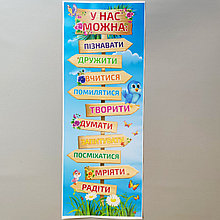 У НАС
МОЖНА:
ПІЗНАВАТИ
ДРУЖИТИ
ВЧИТИСЯ
ПОМИЛЯТИСЯ
ТВОРИТИ
ДУМАТИ
ПОСМІХАТИСЯ
МРІЯТИ
РАДІТИ